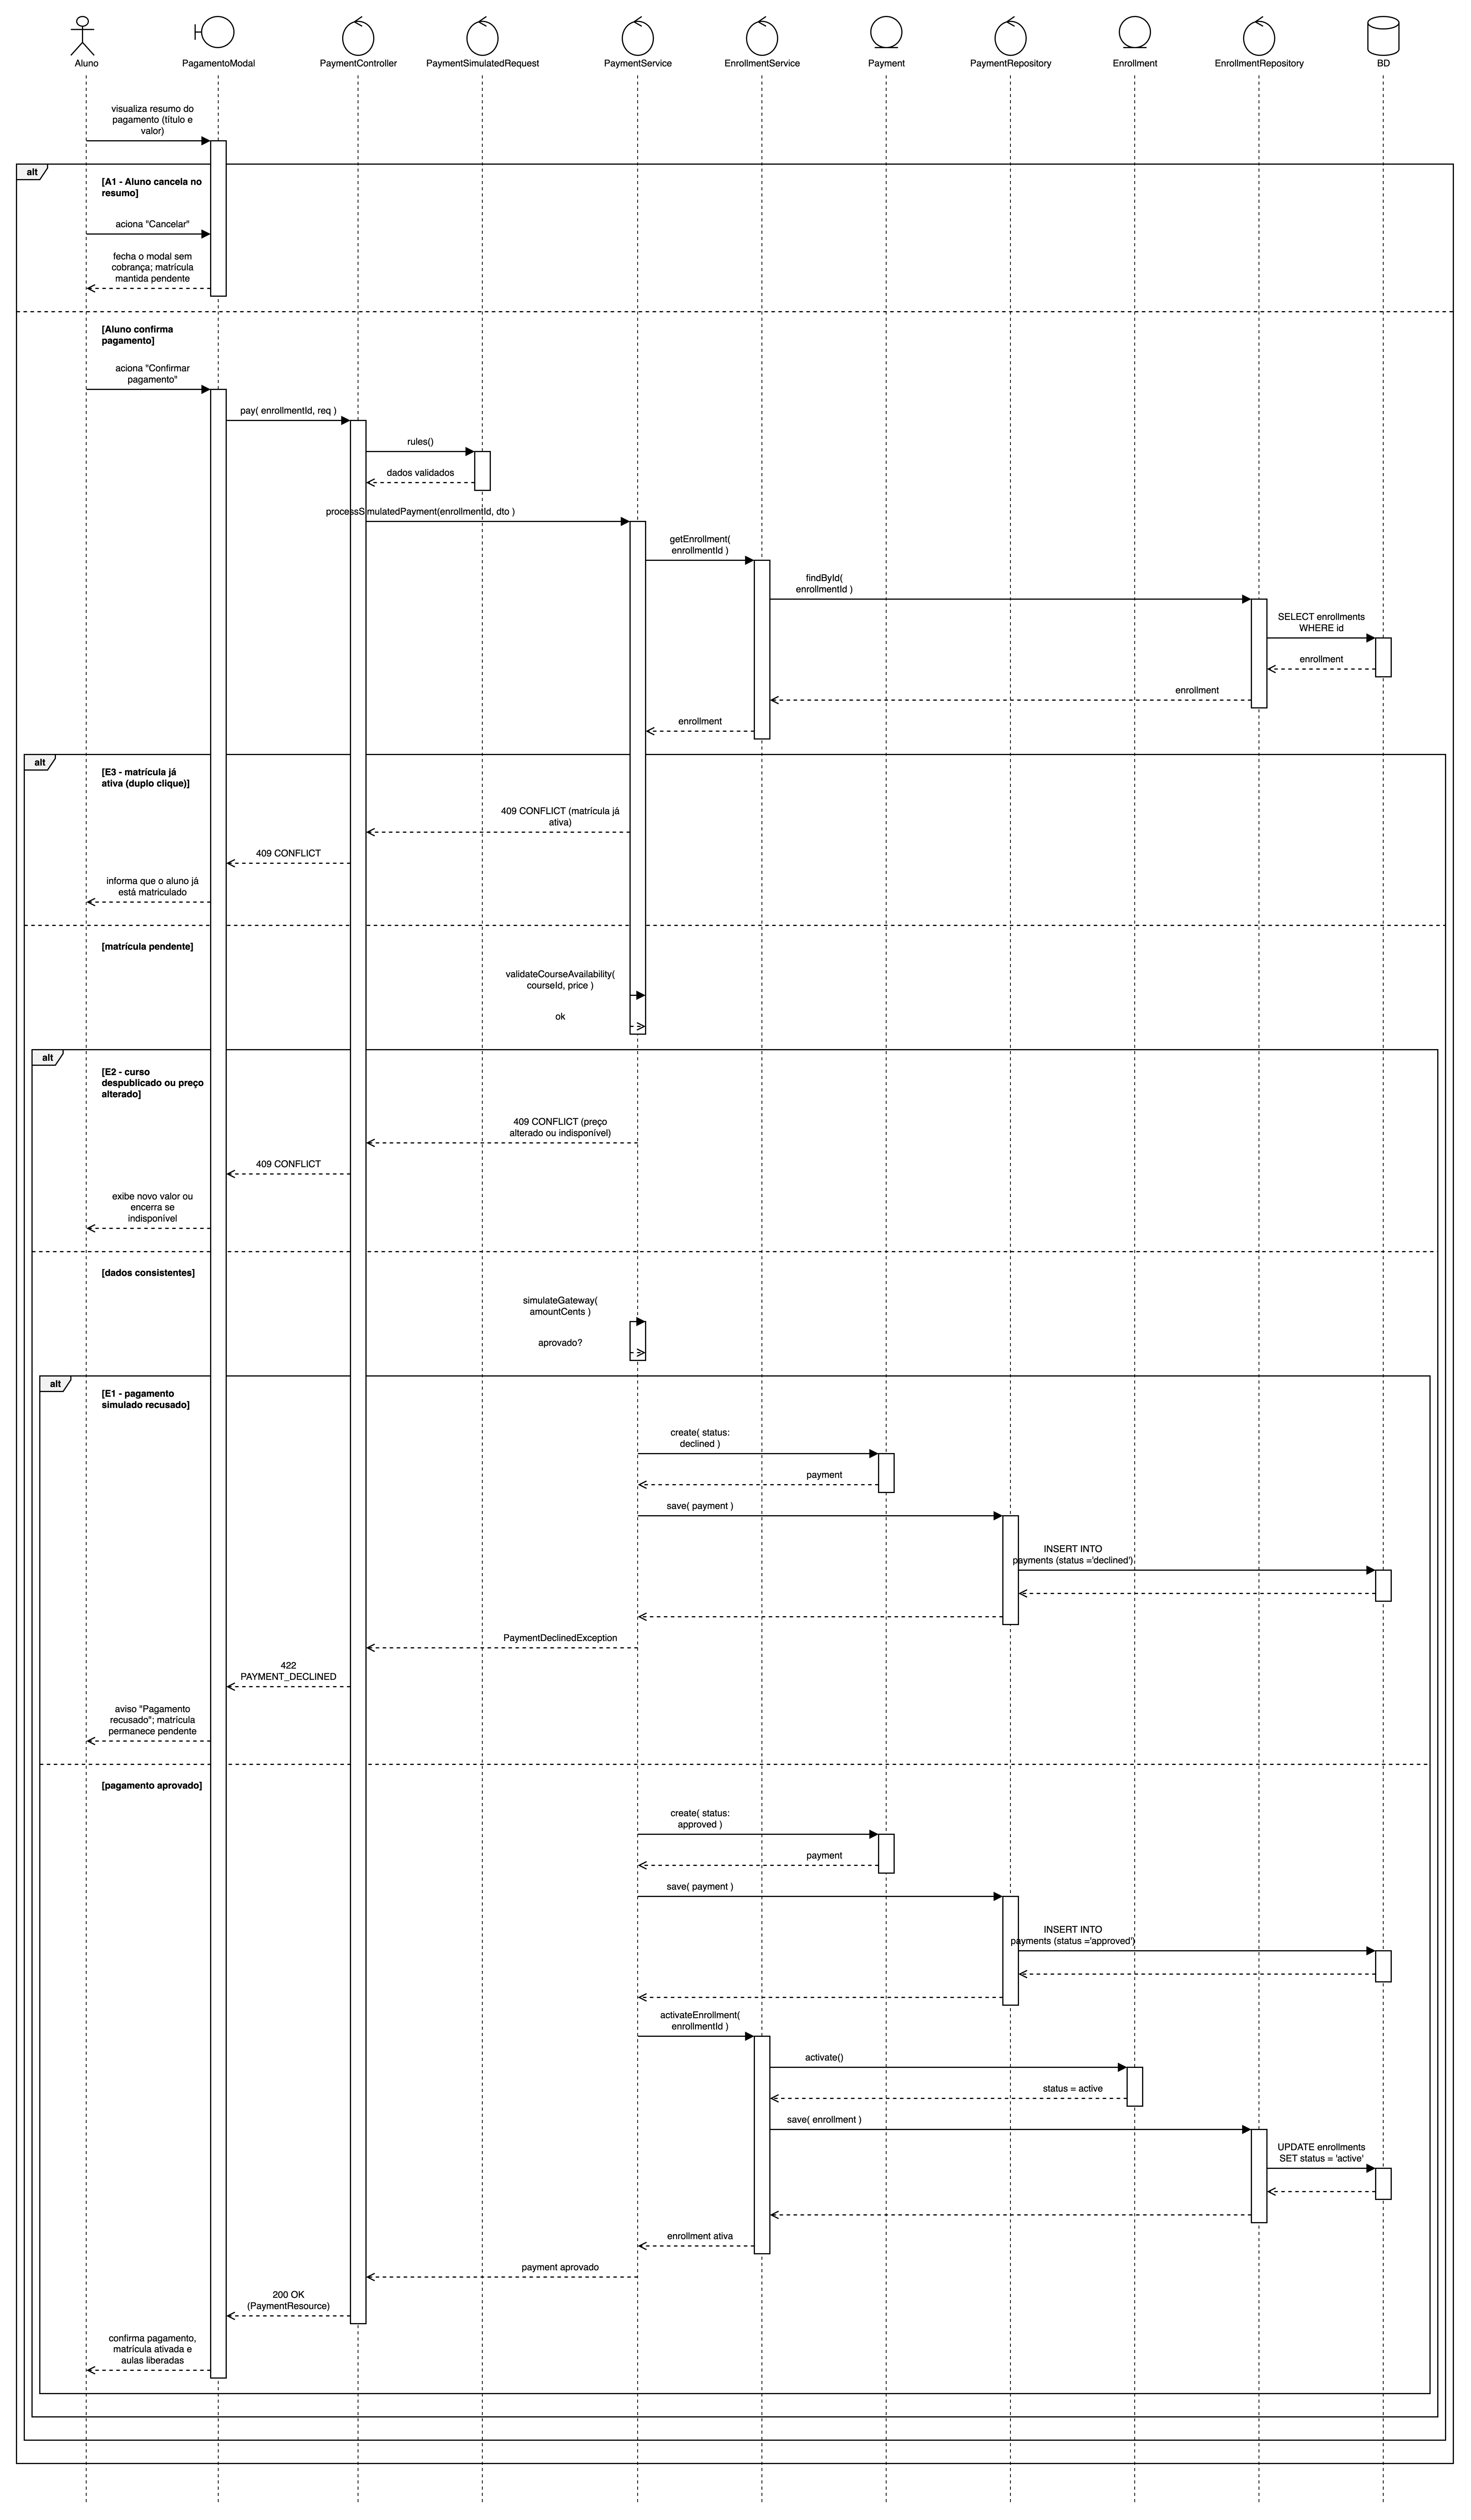 Aluno
PagamentoModal
PaymentController
PaymentSimulatedRequest
PaymentService
EnrollmentService
Payment
PaymentRepository
Enrollment
EnrollmentRepository
BD
visualiza resumo do
pagamento (título e
valor)
alt
[A1 - Aluno cancela no
resumo]
aciona "Cancelar"
fecha o modal sem
cobrança; matrícula
mantida pendente
[Aluno confirma
pagamento]
aciona "Confirmar
pagamento"
pay( enrollmentId, req )
rules()
dados validados
processSimulatedPayment(enrollmentId, dto )
getEnrollment(
enrollmentId )
findById(
enrollmentId )
SELECT enrollments
WHERE id
enrollment
enrollment
enrollment
alt
[E3 - matrícula já
ativa (duplo clique)]
409 CONFLICT (matrícula já
ativa)
409 CONFLICT
informa que o aluno já
está matriculado
[matrícula pendente]
validateCourseAvailability(
courseId, price )
ok
alt
[E2 - curso
despublicado ou preço
alterado]
409 CONFLICT (preço
alterado ou indisponível)
409 CONFLICT
exibe novo valor ou
encerra se
indisponível
[dados consistentes]
simulateGateway(
amountCents )
aprovado?
alt
[E1 - pagamento
simulado recusado]
create( status:
declined )
payment
save( payment )
INSERT INTO
payments (status ='declined')
PaymentDeclinedException
422
PAYMENT_DECLINED
aviso "Pagamento
recusado"; matrícula
permanece pendente
[pagamento aprovado]
create( status:
approved )
payment
save( payment )
INSERT INTO
payments (status ='approved')
activateEnrollment(
enrollmentId )
activate()
status = active
save( enrollment )
UPDATE enrollments
SET status = 'active'
enrollment ativa
payment aprovado
200 OK
(PaymentResource)
confirma pagamento,
matrícula ativada e
aulas liberadas